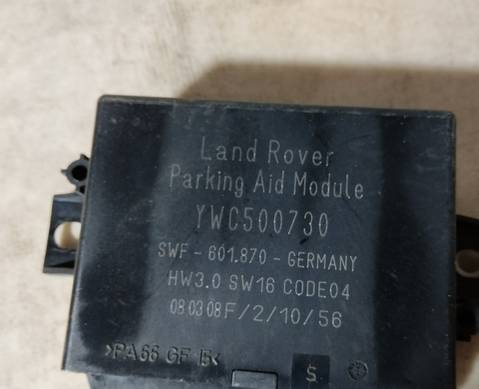 Land Rover
Parking Aid Module
YWC500730
SWF - 601.870 - GERMANY
HW3.0 SW16 CODE04
080308F/2/10/56
>PA66 GF 15<
S